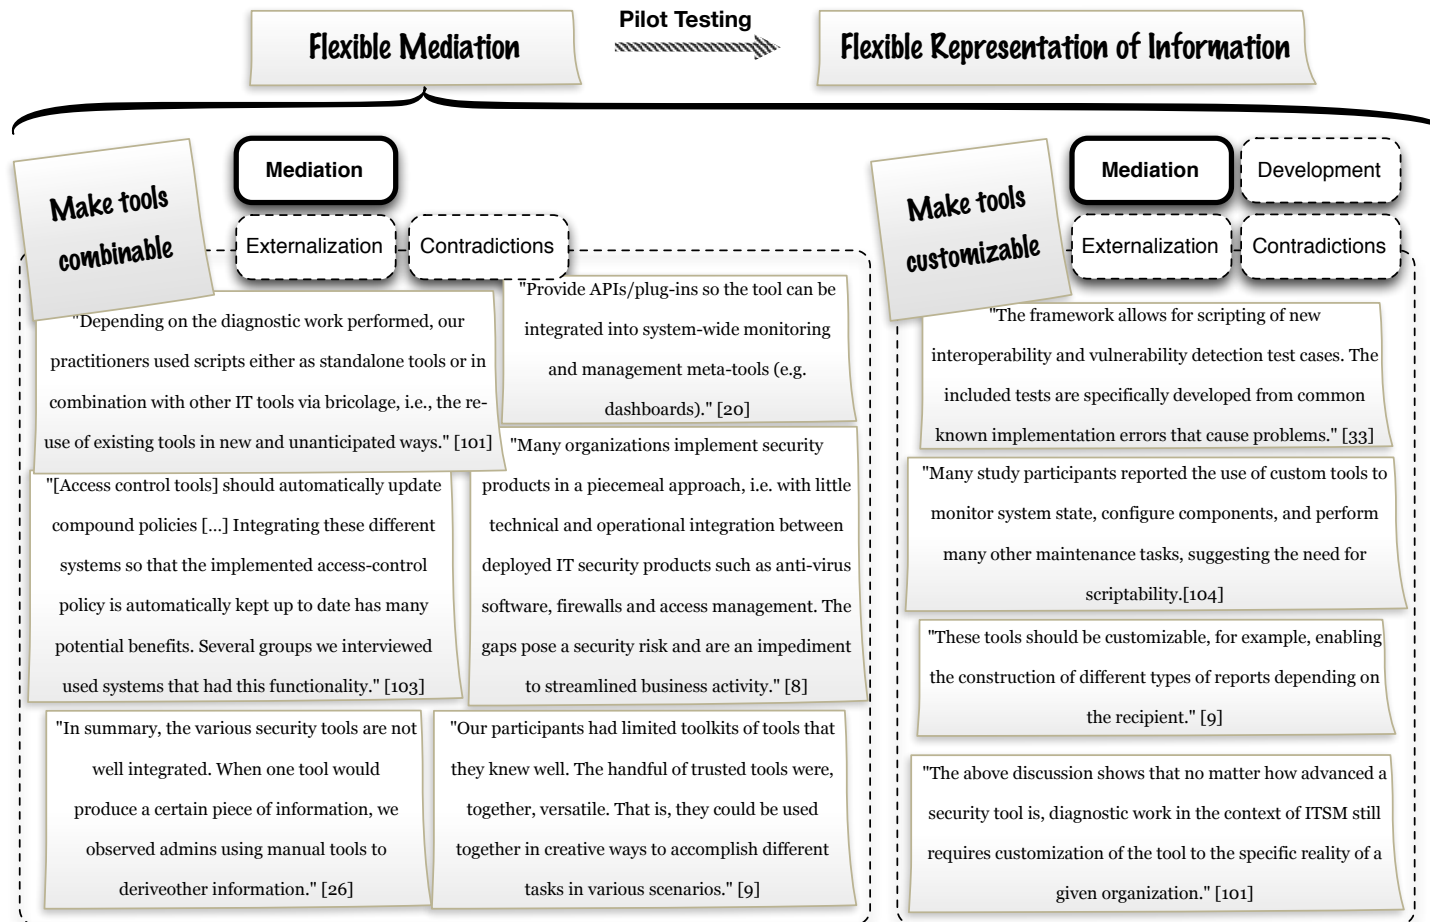 Pilot Testing
Flexible Mediation
Flexible Representation of Information
Make tools
combinable
Mediation
Externalization
Contradictions
"Depending on the diagnostic work performed, our
practitioners used scripts either as standalone tools or in
combination with other IT tools via bricolage, i.e., the re-
use of existing tools in new and unanticipated ways." [101]
"Provide APIs/plug-ins so the tool can be
integrated into system-wide monitoring
and management meta-tools (e.g.
dashboards)." [20]
"[Access control tools] should automatically update
compound policies [...] Integrating these different
systems so that the implemented access-control
policy is automatically kept up to date has many
potential benefits. Several groups we interviewed
used systems that had this functionality." [103]
"Many organizations implement security
products in a piecemeal approach, i.e. with little
technical and operational integration between
deployed IT security products such as anti-virus
software, firewalls and access management. The
gaps pose a security risk and are an impediment
to streamlined business activity." [8]
"In summary, the various security tools are not
well integrated. When one tool would
produce a certain piece of information, we
observed admins using manual tools to
deriveother information." [26]
"Our participants had limited toolkits of tools that
they knew well. The handful of trusted tools were,
together, versatile. That is, they could be used
together in creative ways to accomplish different
tasks in various scenarios." [9]
Make tools
customizable
Mediation
Development
Externalization
Contradictions
"The framework allows for scripting of new
interoperability and vulnerability detection test cases. The
included tests are specifically developed from common
known implementation errors that cause problems." [33]
"Many study participants reported the use of custom tools to
monitor system state, configure components, and perform
many other maintenance tasks, suggesting the need for
scriptability.[104]
"These tools should be customizable, for example, enabling
the construction of different types of reports depending on
the recipient." [9]
"The above discussion shows that no matter how advanced a
security tool is, diagnostic work in the context of ITSM still
requires customization of the tool to the specific reality of a
given organization." [101]